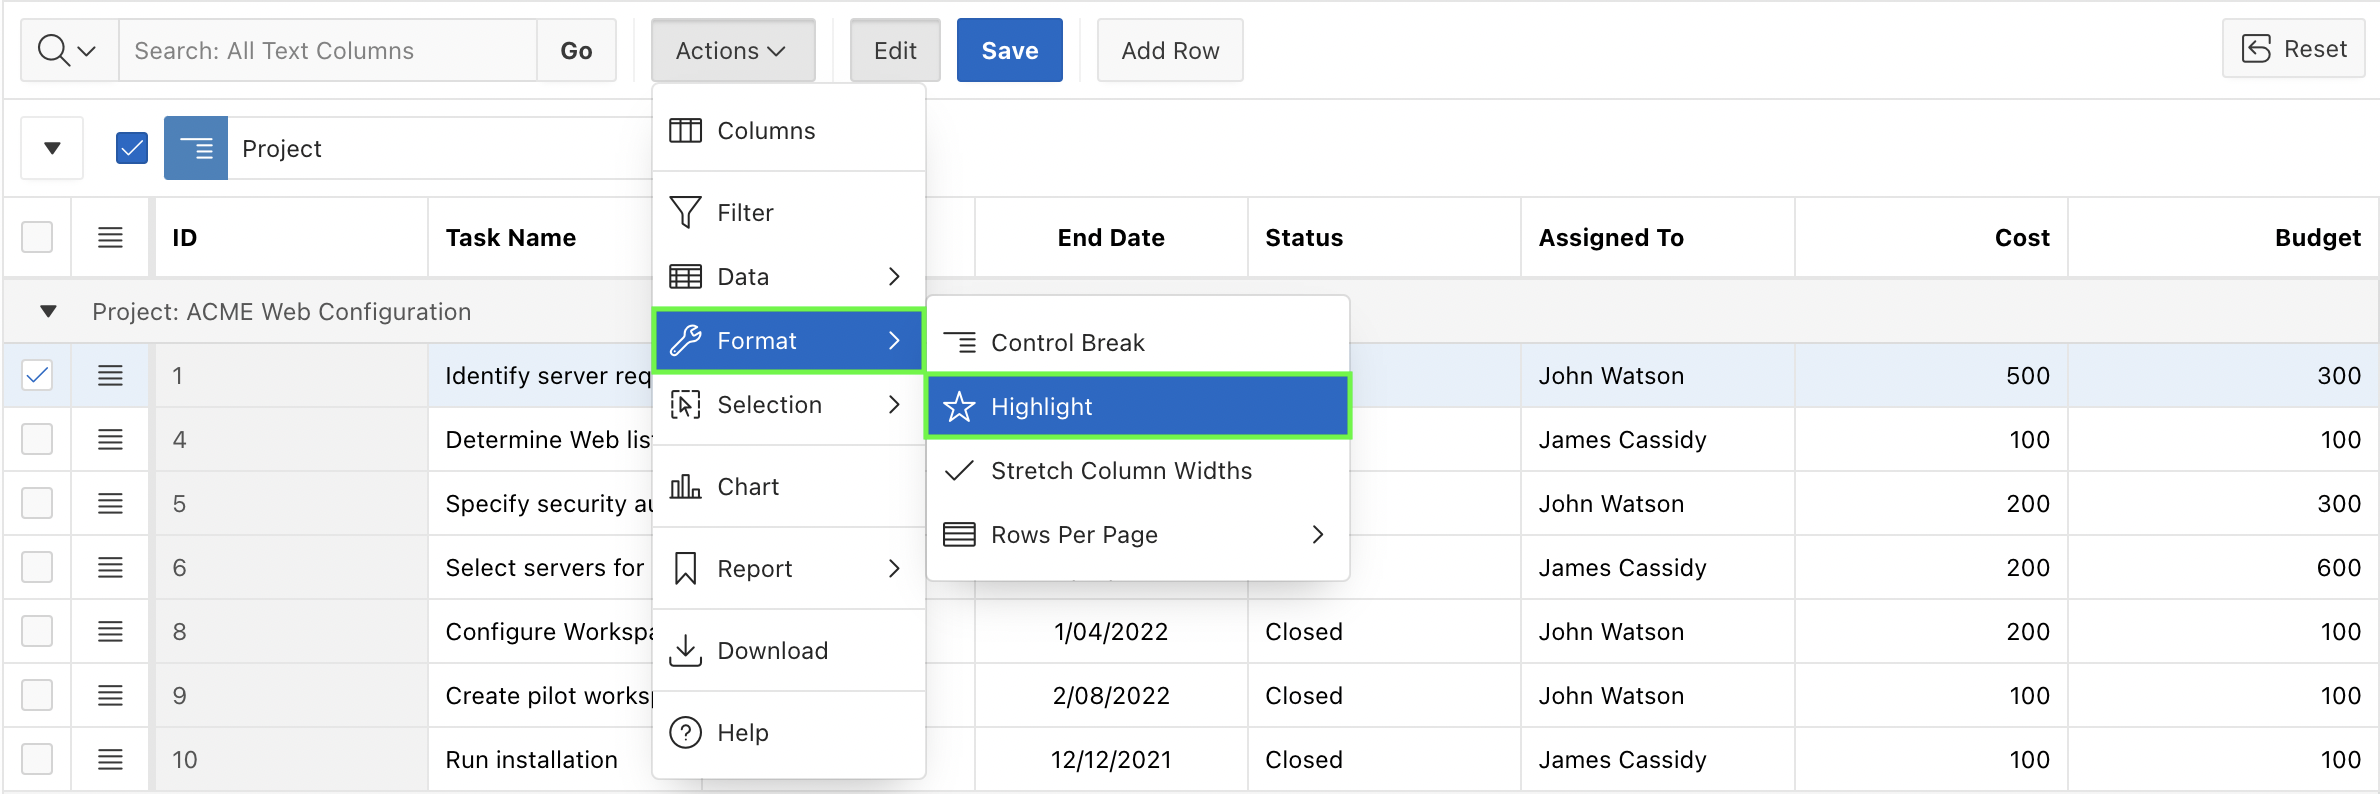 Search: All Text Columns Go Actions Edit Save Add Row Reset
Project
Columns
Filter
Data
Format
Selection
Chart
Report
Download
Help
Control Break
Highlight
Stretch Column Widths
Rows Per Page
ID Task Name End Date Status Assigned To Cost Budget
Project: ACME Web Configuration
1 Identify server req John Watson 500 300
4 Determine Web list James Cassidy 100 100
5 Specify security au John Watson 200 300
6 Select servers for James Cassidy 200 600
8 Configure Workspa 1/04/2022 Closed John Watson 200 100
9 Create pilot worksp 2/08/2022 Closed John Watson 100 100
10 Run installation 12/12/2021 Closed James Cassidy 100 100